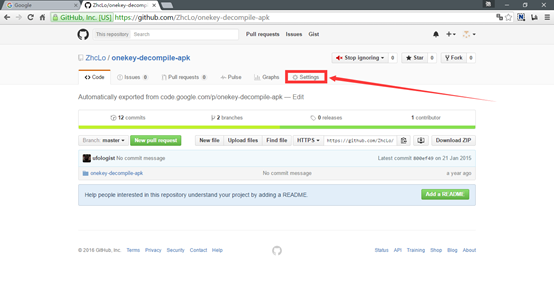 Google
ZhcLo/onekey-decomp
GitHub, Inc. [US] https://github.com/ZhcLo/onekey-decompile-apk
This repository Search Pull requests Issues Gist
ZhcLo / onekey-decompile-apk
Stop ignoring 0 Star 0 Fork 0
Code Issues 0 Pull requests 0 Pulse Graphs Settings
Automatically exported from code.google.com/p/onekey-decompile-apk — Edit
12 commits 2 branches 0 releases 1 contributor
Branch: master New pull request New file Upload files Find file HTTPS https://github.com/ZhcLo/ Download ZIP
ufologist No commit message Latest commit 800ef49 on 21 Jan 2015
onekey-decompile-apk No commit message a year ago
Help people interested in this repository understand your project by adding a README. Add a README
© 2016 GitHub, Inc. Terms Privacy Security Contact Help Status API Training Shop Blog About